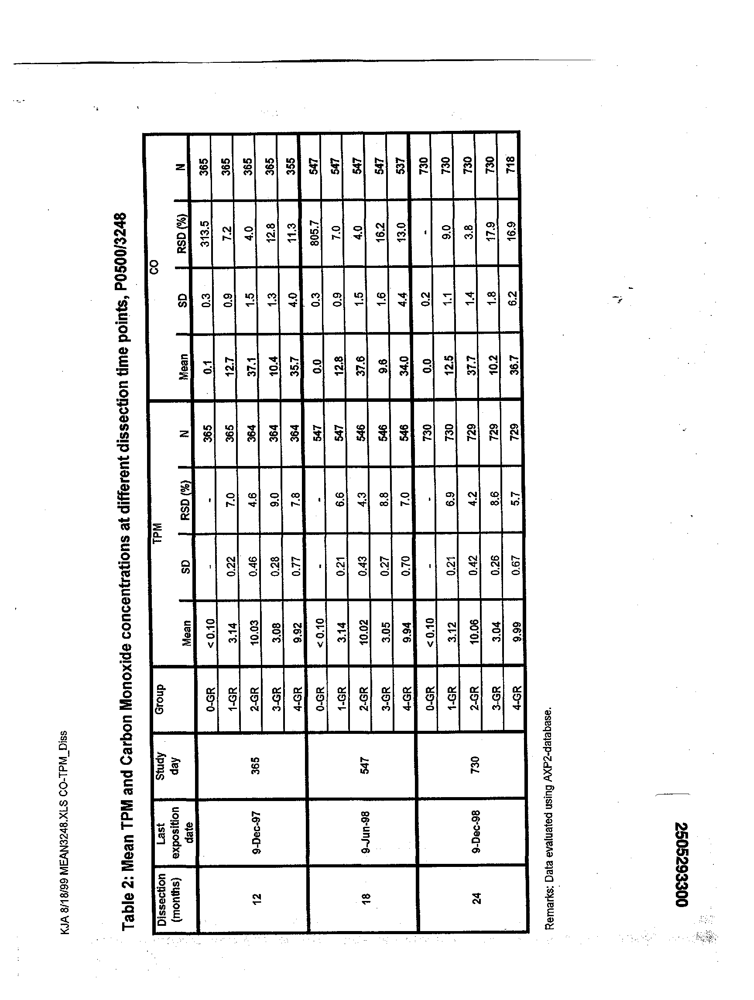 KJA 8/18/99 MEAN3248.XLS CO-TPM_Diss
Table 2: Mean TPM and Carbon Monoxide concentrations at different dissection time points, P0500/3248
Dissection (months) Last exposition date Study day Group TPM CO
Mean SD RSD (%) N Mean SD RSD (%) N
12 9-Dec-97 365
0-GR < 0.10 - - 365 0.1 0.3 313.5 365
1-GR 3.14 0.22 7.0 365 12.7 0.9 7.2 365
2-GR 10.03 0.46 4.6 364 37.1 1.5 4.0 365
3-GR 3.08 0.28 9.0 364 10.4 1.3 12.8 365
4-GR 9.92 0.77 7.8 364 35.7 4.0 11.3 355
18 9-Jun-98 547
0-GR < 0.10 - - 547 0.0 0.3 805.7 547
1-GR 3.14 0.21 6.6 547 12.8 0.9 7.0 547
2-GR 10.02 0.43 4.3 546 37.6 1.5 4.0 547
3-GR 3.05 0.27 8.8 546 9.6 1.6 16.2 547
4-GR 9.94 0.70 7.0 546 34.0 4.4 13.0 537
24 9-Dec-98 730
0-GR < 0.10 - - 730 0.0 0.2 - 730
1-GR 3.12 0.21 6.9 730 12.5 1.1 9.0 730
2-GR 10.06 0.42 4.2 729 37.7 1.4 3.8 730
3-GR 3.04 0.26 8.6 729 10.2 1.8 17.9 730
4-GR 9.99 0.67 5.7 729 36.7 6.2 16.9 718
Remarks: Data evaluated using AXP2-database.
2505293300